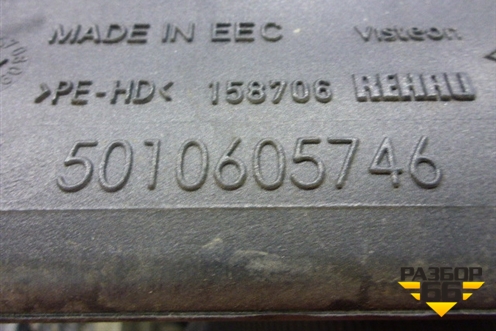 MADE IN EEC Visteon
>PE-HD< 158706 REHAU
5010605746
РАЗБОР
66